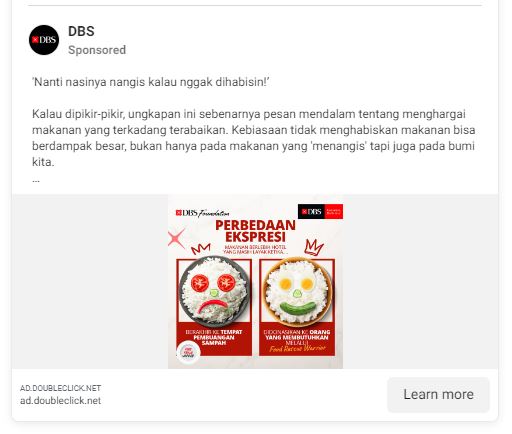 DBS
DBS
Sponsored
'Nanti nasinya nangis kalau nggak dihabisin!'
Kalau dipikir-pikir, ungkapan ini sebenarnya pesan mendalam tentang menghargai
makanan yang terkadang terabaikan. Kebiasaan tidak menghabiskan makanan bisa
berdampak besar, bukan hanya pada makanan yang 'menangis' tapi juga pada bumi
kita.
...
DBS Foundation
DBS
PERBEDAAN
EKSPRESI
MAKANAN BERLEBIH HOTEL
YANG MASIH LAYAK KETIKA...
BERAKHIR KE TEMPAT
PEMBUANGAN
SAMPAH
DIDONASIKAN KE ORANG
YANG MEMBUTUHKAN
MELALUI
Food Rescue Warrior
AD.DOUBLECLICK.NET
ad.doubleclick.net
Learn more